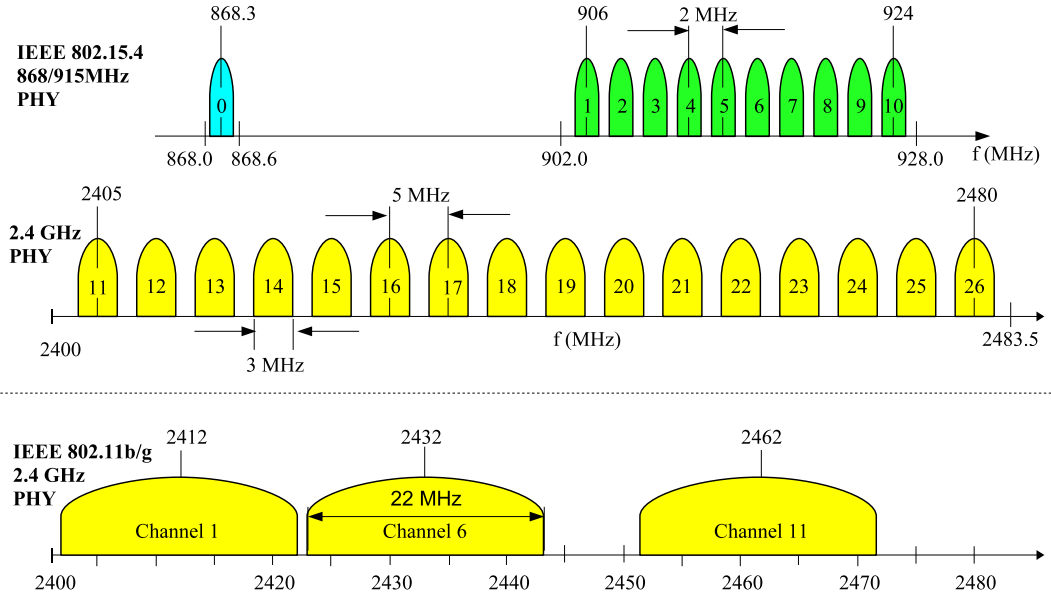 868.3
906
2 MHz
924
IEEE 802.15.4
868/915MHz
PHY
0
1
2
3
4
5
6
7
8
9
10
868.0
868.6
902.0
928.0
f (MHz)
2405
5 MHz
2480
2.4 GHz
PHY
11
12
13
14
15
16
17
18
19
20
21
22
23
24
25
26
2400
3 MHz
f (MHz)
2483.5
IEEE 802.11b/g
2.4 GHz
PHY
2412
2432
2462
22 MHz
Channel 1
Channel 6
Channel 11
2400
2420
2430
2440
2450
2460
2470
2480